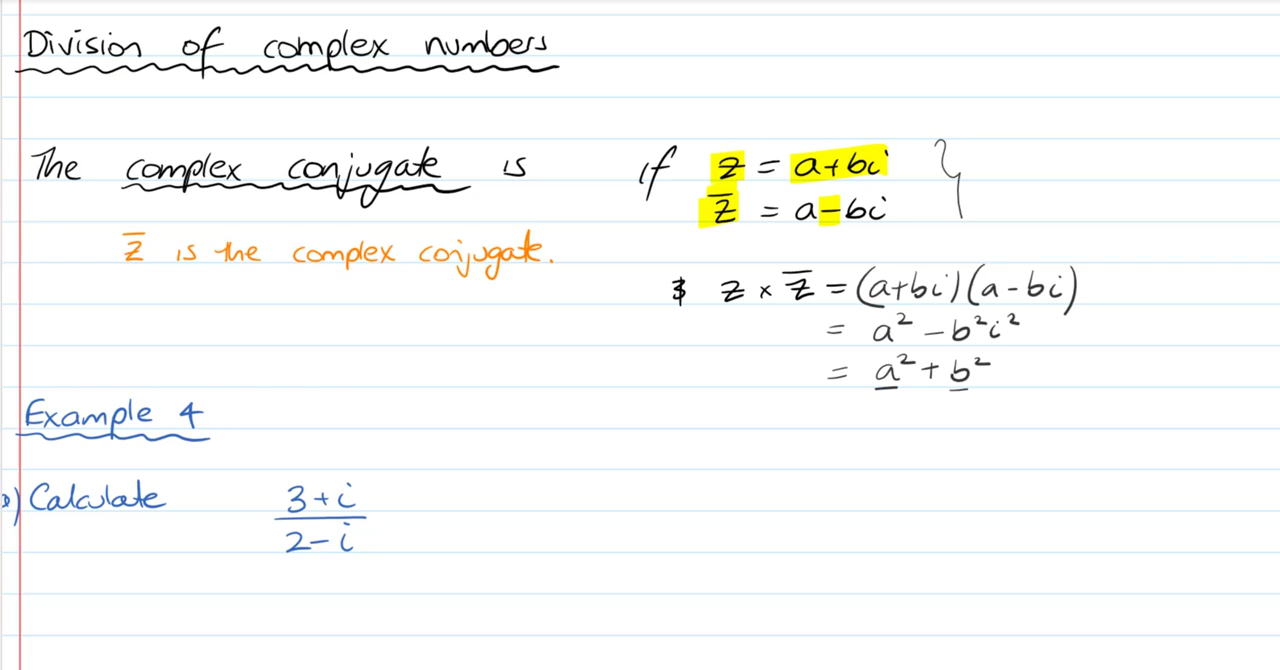 Division of complex numbers
The complex conjugate is
z̅ is the complex conjugate.
If z = a+bi
z̅ = a-bi
& z × z̅ = (a+bi)(a-bi)
= a² - b²i²
= a² + b²
Example 4
Calculate
3+i
2-i